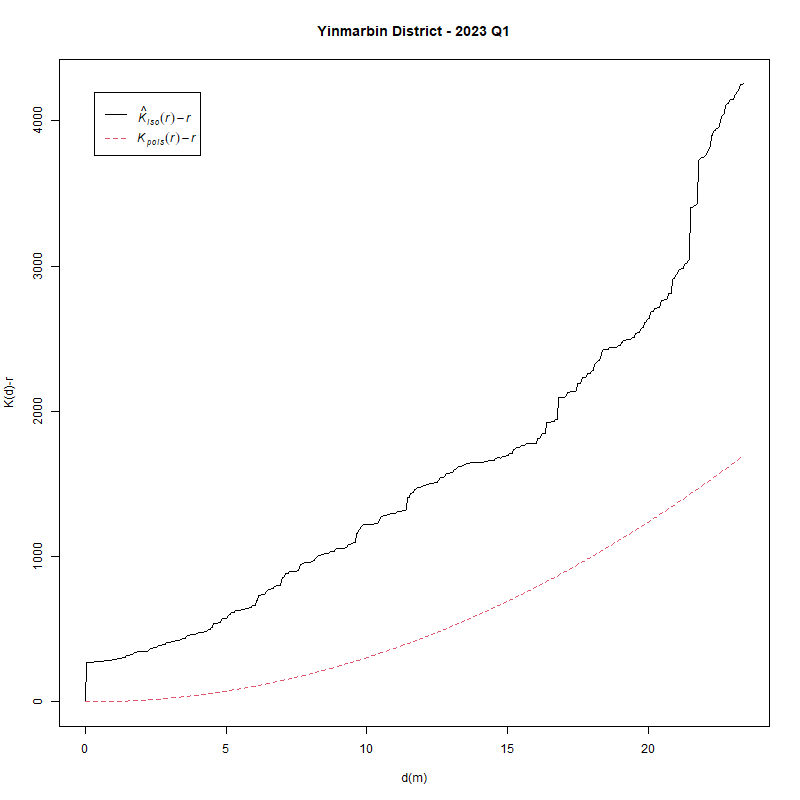 Yinmarbin District - 2023 Q1
K̂iso(r) − r
Kpois(r) − r
K(d)-r
4000
3000
2000
1000
0
0 5 10 15 20
d(m)